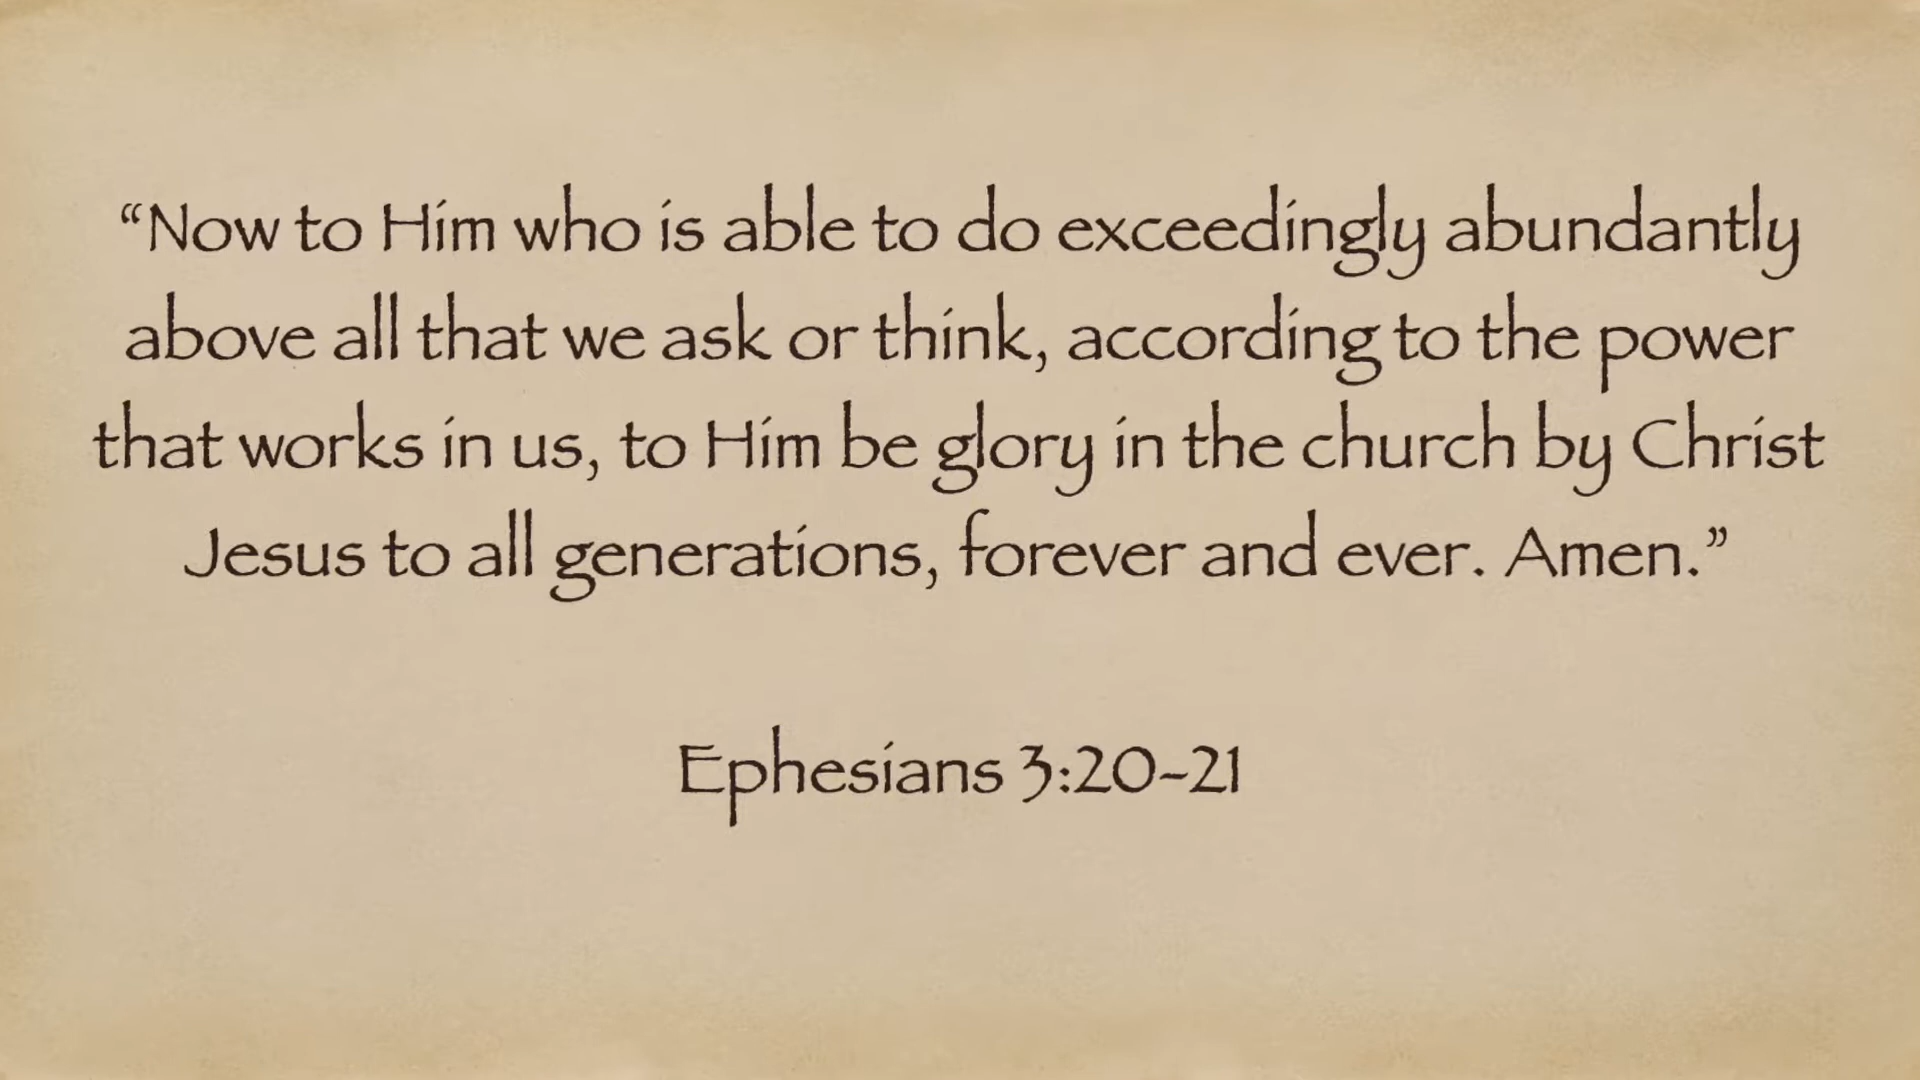 “Now to Him who is able to do exceedingly abundantly
above all that we ask or think, according to the power
that works in us, to Him be glory in the church by Christ
Jesus to all generations, forever and ever. Amen.”
Ephesians 3:20-21